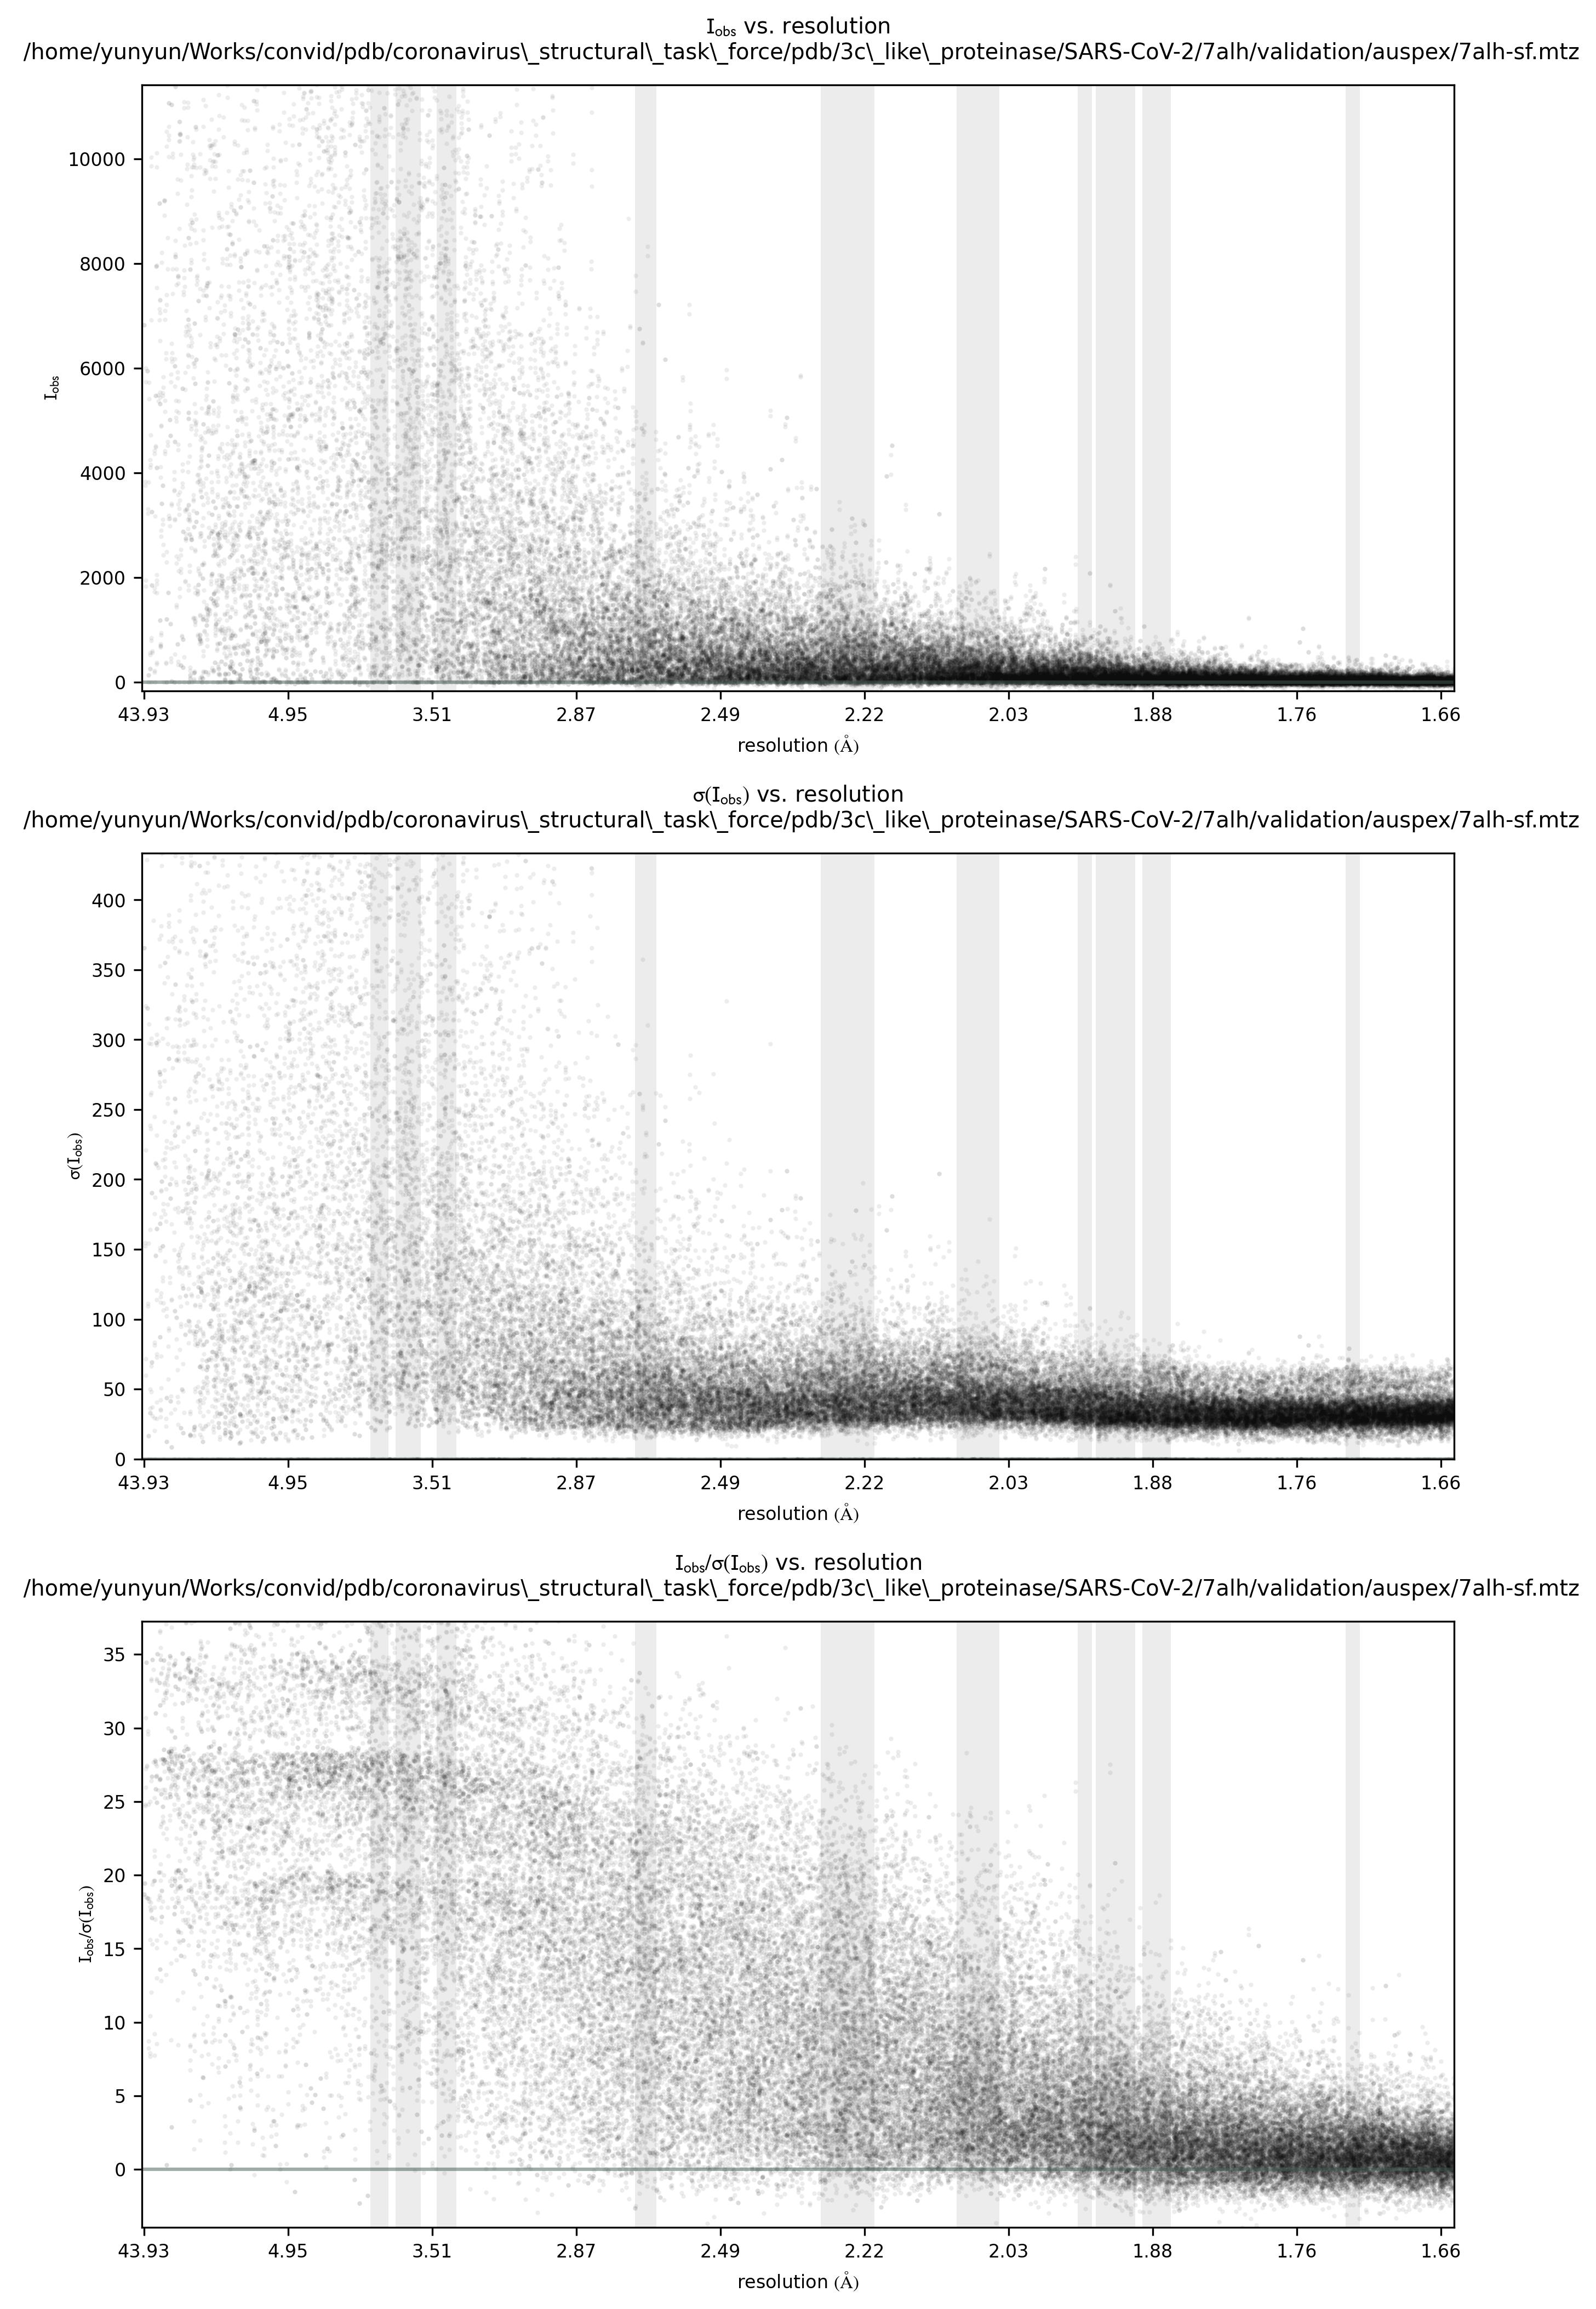 Iobs vs. resolution
/home/yunyun/Works/convid/pdb/coronavirus\_structural\_task\_force/pdb/3c\_like\_proteinase/SARS-CoV-2/7alh/validation/auspex/7alh-sf.mtz
10000
8000
6000
4000
2000
0
Iobs
43.93 4.95 3.51 2.87 2.49 2.22 2.03 1.88 1.76 1.66
resolution (Å)
σ(Iobs) vs. resolution
/home/yunyun/Works/convid/pdb/coronavirus\_structural\_task\_force/pdb/3c\_like\_proteinase/SARS-CoV-2/7alh/validation/auspex/7alh-sf.mtz
400
350
300
250
200
150
100
50
0
σ(Iobs)
43.93 4.95 3.51 2.87 2.49 2.22 2.03 1.88 1.76 1.66
resolution (Å)
Iobs/σ(Iobs) vs. resolution
/home/yunyun/Works/convid/pdb/coronavirus\_structural\_task\_force/pdb/3c\_like\_proteinase/SARS-CoV-2/7alh/validation/auspex/7alh-sf.mtz
35
30
25
20
15
10
5
0
Iobs/σ(Iobs)
43.93 4.95 3.51 2.87 2.49 2.22 2.03 1.88 1.76 1.66
resolution (Å)